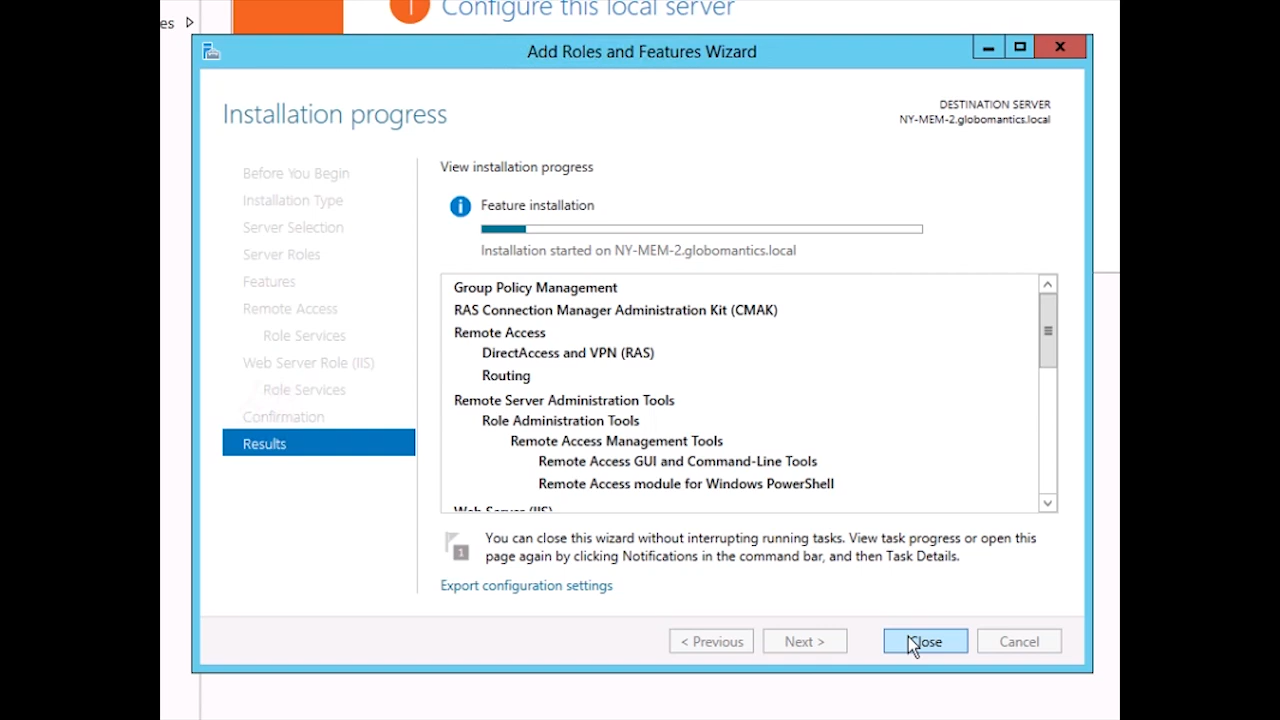 Configure this local server
es
Add Roles and Features Wizard
Installation progress
DESTINATION SERVER
NY-MEM-2.globomantics.local
Before You Begin
Installation Type
Server Selection
Server Roles
Features
Remote Access
Role Services
Web Server Role (IIS)
Role Services
Confirmation
Results
View installation progress
Feature installation
Installation started on NY-MEM-2.globomantics.local
Group Policy Management
RAS Connection Manager Administration Kit (CMAK)
Remote Access
DirectAccess and VPN (RAS)
Routing
Remote Server Administration Tools
Role Administration Tools
Remote Access Management Tools
Remote Access GUI and Command-Line Tools
Remote Access module for Windows PowerShell
Web Server (IIS)
1
You can close this wizard without interrupting running tasks. View task progress or open this
page again by clicking Notifications in the command bar, and then Task Details.
Export configuration settings
< Previous
Next >
Close
Cancel